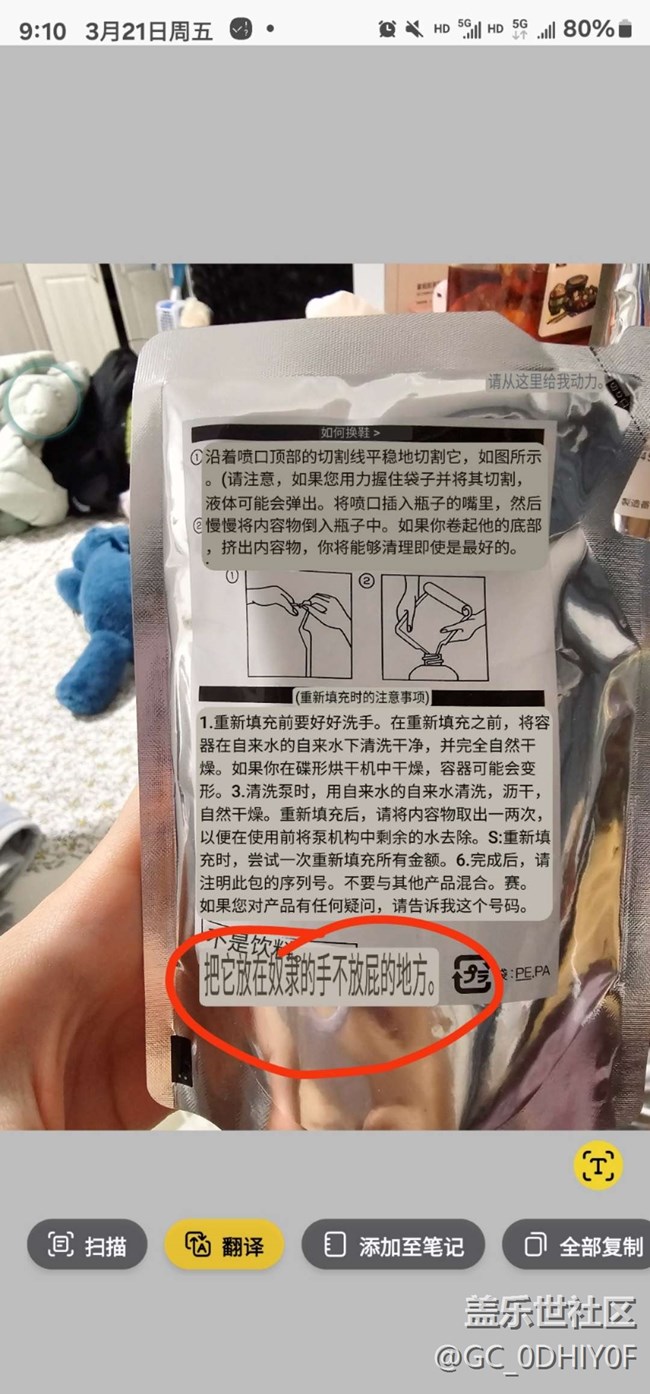 9:10 3月21日周五
HD 5G HD 5G 80%
请从这里给我动力。
如何换鞋 >
①沿着喷口顶部的切割线平稳地切割它，如图所示
。(请注意，如果您用力握住袋子并将其切割，
液体可能会弹出。将喷口插入瓶子的嘴里，然后
②慢慢将内容物倒入瓶子中。如果你卷起他的底部
，挤出内容物，你将能够清理即使是最好的。
① ②
(重新填充时的注意事项)
1.重新填充前要好好洗手。在重新填充之前，将容
器在自来水的自来水下清洗干净，并完全自然干
燥。如果你在碟形烘干机中干燥，容器可能会变
形。3.清洗泵时，用自来水的自来水清洗，沥干，
自然干燥。重新填充后，请将内容物取出一两次，
以便在使用前将泵机构中剩余的水去除。S:重新填
充时，尝试一次重新填充所有金额。6.完成后，请
注明此包的序列号。不要与其他产品混合。赛。
如果您对产品有任何疑问，请告诉我这个号码。
不是饮料。
把它放在奴隶的手不放屁的地方。
プラ 袋:PE,PA
製造番
扫描 翻译 添加至笔记 全部复制
盖乐世社区
@GC_0DHIY0F